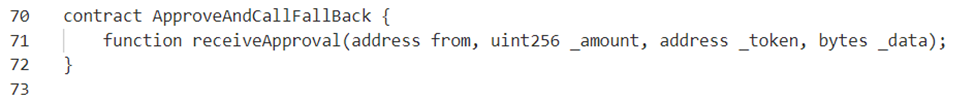 70 contract ApproveAndCallFallBack {
71 function receiveApproval(address from, uint256 _amount, address _token, bytes _data);
72 }
73